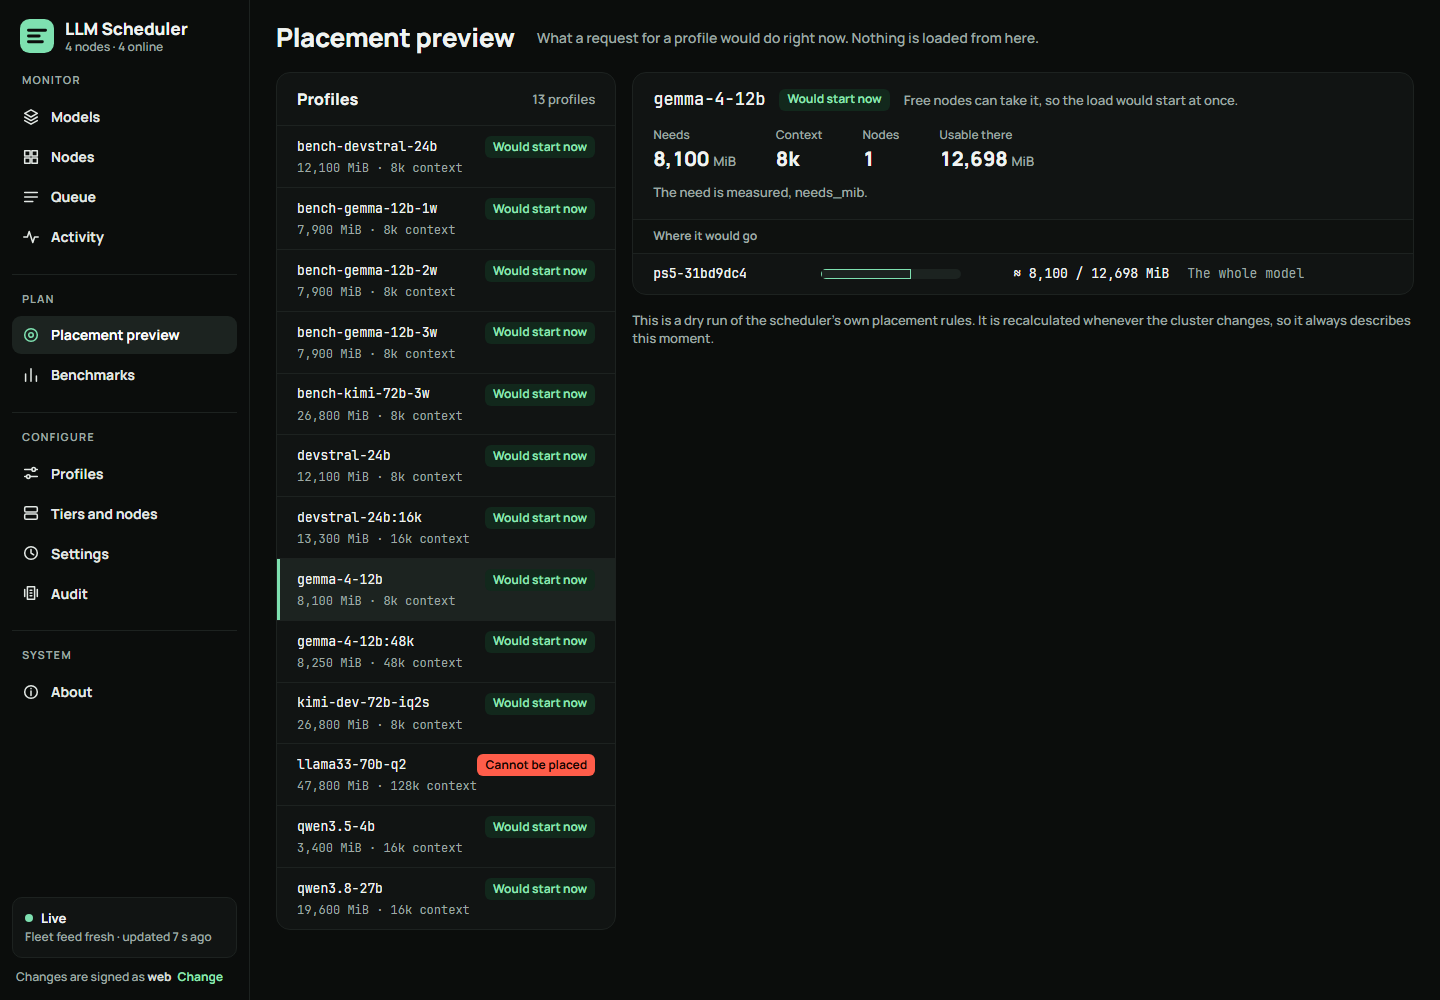 LLM Scheduler
4 nodes · 4 online
MONITOR
Models
Nodes
Queue
Activity
PLAN
Placement preview
Benchmarks
CONFIGURE
Profiles
Tiers and nodes
Settings
Audit
SYSTEM
About
Live
Fleet feed fresh · updated 7 s ago
Changes are signed as web Change
Placement preview What a request for a profile would do right now. Nothing is loaded from here.
Profiles 13 profiles
bench-devstral-24b Would start now
12,100 MiB · 8k context
bench-gemma-12b-1w Would start now
7,900 MiB · 8k context
bench-gemma-12b-2w Would start now
7,900 MiB · 8k context
bench-gemma-12b-3w Would start now
7,900 MiB · 8k context
bench-kimi-72b-3w Would start now
26,800 MiB · 8k context
devstral-24b Would start now
12,100 MiB · 8k context
devstral-24b:16k Would start now
13,300 MiB · 16k context
gemma-4-12b Would start now
8,100 MiB · 8k context
gemma-4-12b:48k Would start now
8,250 MiB · 48k context
kimi-dev-72b-iq2s Would start now
26,800 MiB · 8k context
llama33-70b-q2 Cannot be placed
47,800 MiB · 128k context
qwen3.5-4b Would start now
3,400 MiB · 16k context
qwen3.8-27b Would start now
19,600 MiB · 16k context
gemma-4-12b Would start now Free nodes can take it, so the load would start at once.
Needs Context Nodes Usable there
8,100 MiB 8k 1 12,698 MiB
The need is measured, needs_mib.
Where it would go
ps5-31bd9dc4 ≈ 8,100 / 12,698 MiB The whole model
This is a dry run of the scheduler's own placement rules. It is recalculated whenever the cluster changes, so it always describes
this moment.